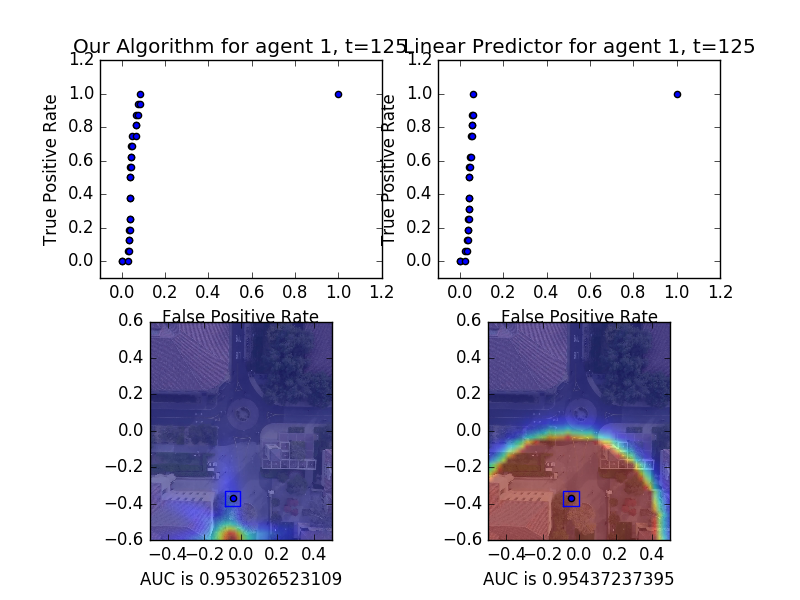 Our Algorithm for agent 1, t=125
Linear Predictor for agent 1, t=125
1.2
1.0
0.8
0.6
0.4
0.2
0.0
True Positive Rate
0.0 0.2 0.4 0.6 0.8 1.0 1.2
False Positive Rate
1.2
1.0
0.8
0.6
0.4
0.2
0.0
True Positive Rate
0.0 0.2 0.4 0.6 0.8 1.0 1.2
False Positive Rate
0.6
0.4
0.2
0.0
−0.2
−0.4
−0.6
−0.4 −0.2 0.0 0.2 0.4
AUC is 0.953026523109
0.6
0.4
0.2
0.0
−0.2
−0.4
−0.6
−0.4 −0.2 0.0 0.2 0.4
AUC is 0.95437237395